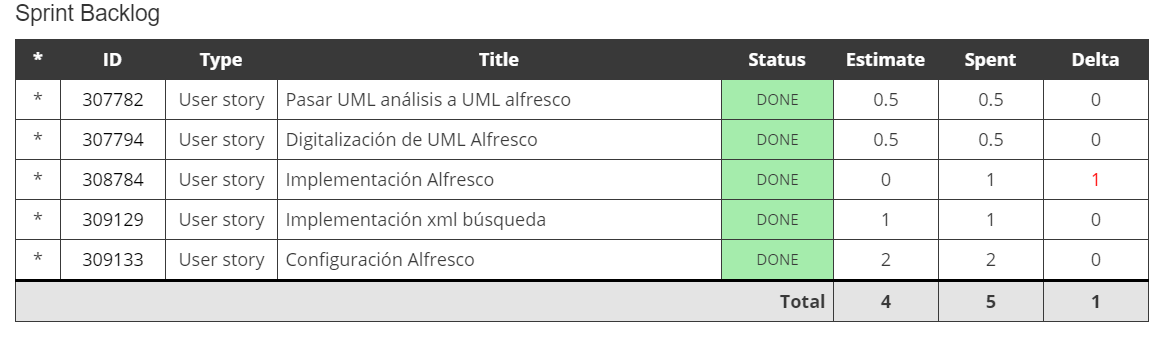 Sprint Backlog
* ID Type Title Status Estimate Spent Delta
* 307782 User story Pasar UML análisis a UML alfresco DONE 0.5 0.5 0
* 307794 User story Digitalización de UML Alfresco DONE 0.5 0.5 0
* 308784 User story Implementación Alfresco DONE 0 1 1
* 309129 User story Implementación xml búsqueda DONE 1 1 0
* 309133 User story Configuración Alfresco DONE 2 2 0
Total 4 5 1